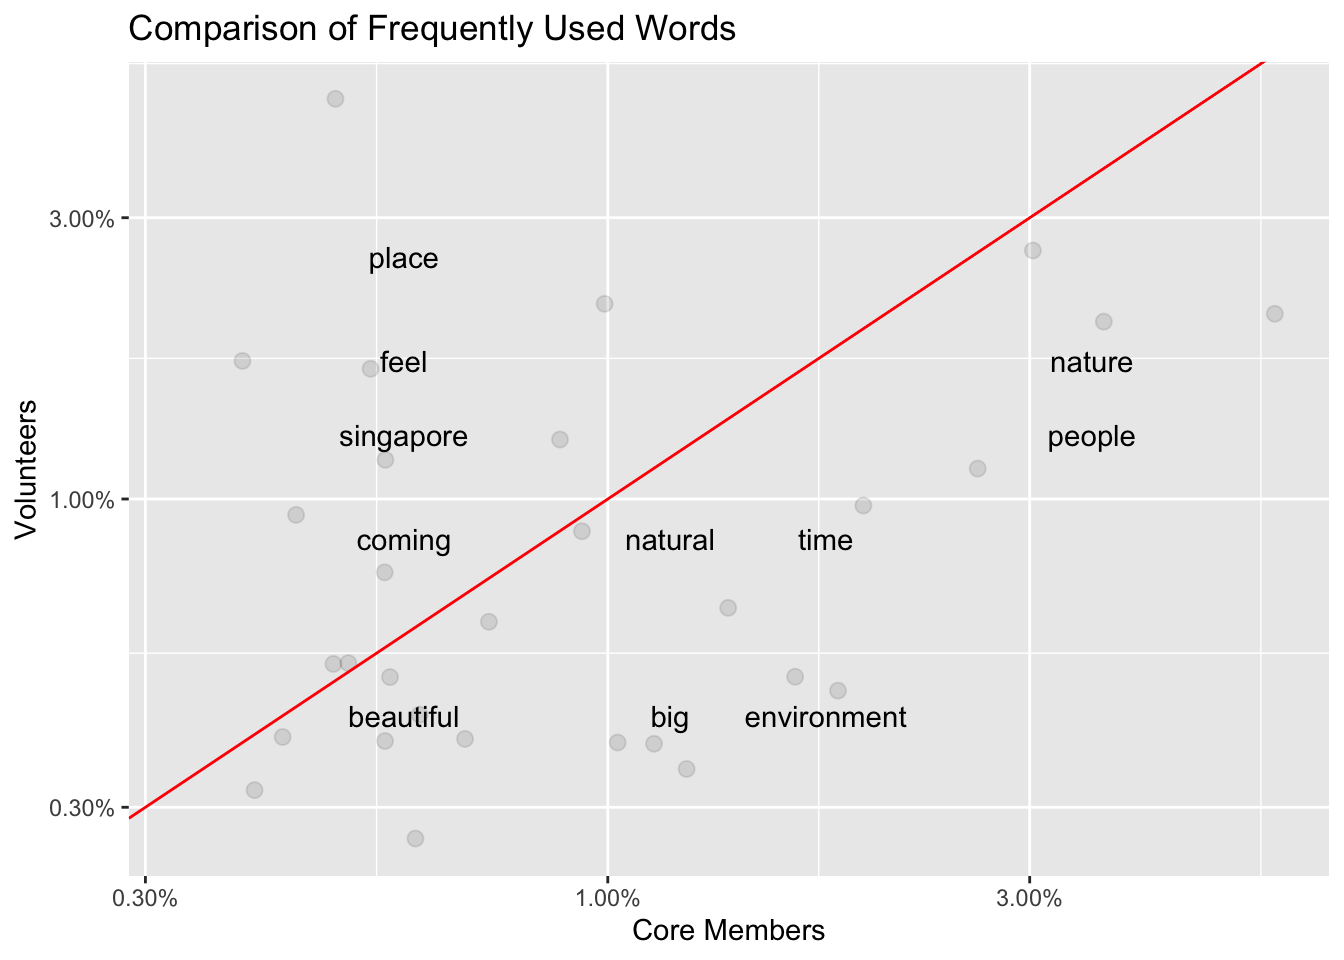 Comparison of Frequently Used Words
3.00%
place
feel
nature
singapore
people
Volunteers
1.00%
coming
natural
time
beautiful
big
environment
0.30%
0.30%
1.00%
3.00%
Core Members